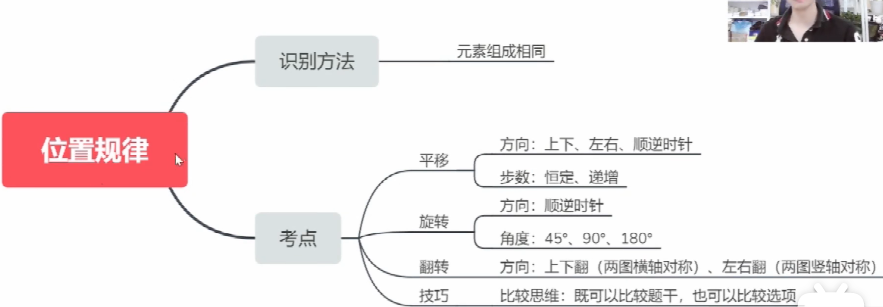 位置规律
识别方法
元素组成相同
考点
平移
方向：上下、左右、顺逆时针
步数：恒定、递增
旋转
方向：顺逆时针
角度：45°、90°、180°
翻转
方向：上下翻（两图横轴对称）、左右翻（两图竖轴对称）
技巧
比较思维：既可以比较题干，也可以比较选项